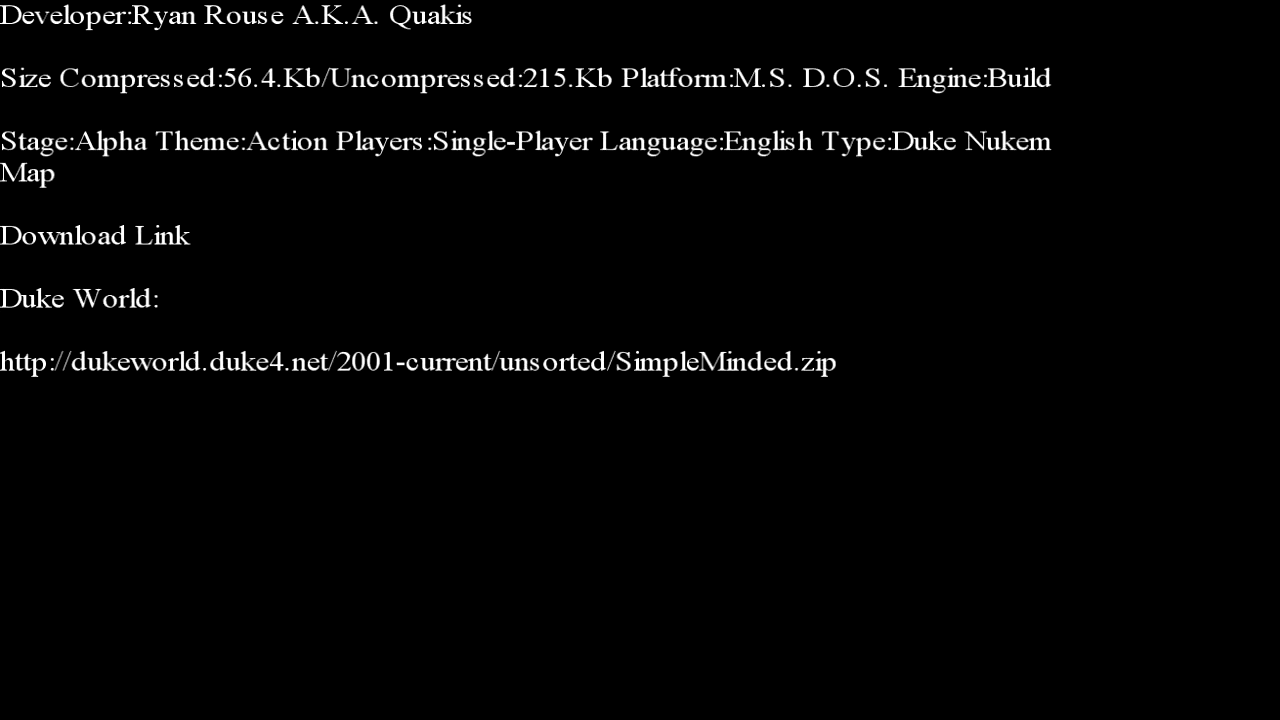 Developer:Ryan Rouse A.K.A. Quakis
Size Compressed:56.4.Kb/Uncompressed:215.Kb Platform:M.S. D.O.S. Engine:Build
Stage:Alpha Theme:Action Players:Single-Player Language:English Type:Duke Nukem
Map
Download Link
Duke World:
http://dukeworld.duke4.net/2001-current/unsorted/SimpleMinded.zip